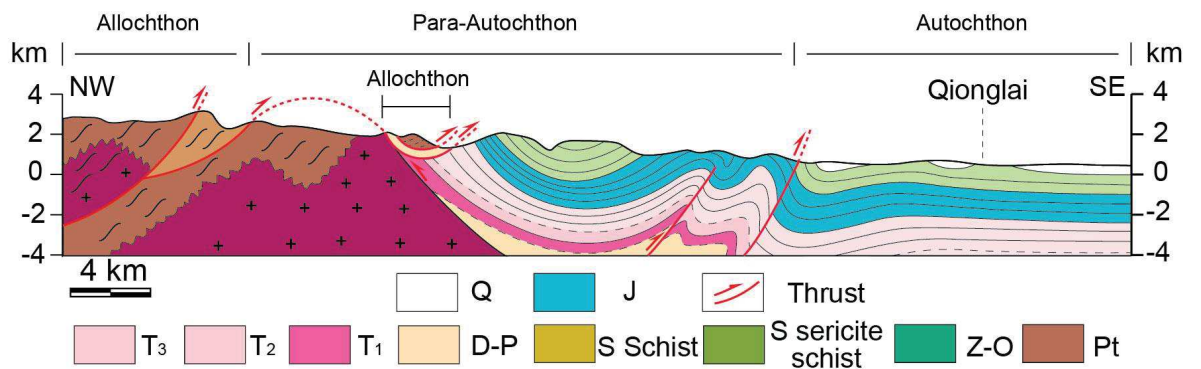 Allochthon Para-Autochthon Autochthon
km km
NW Allochthon Qionglai SE
4 4
2 2
0 0
-2 -2
-4 -4
4 km
Q J Thrust
T3 T2 T1 D-P S Schist S sericite schist Z-O Pt